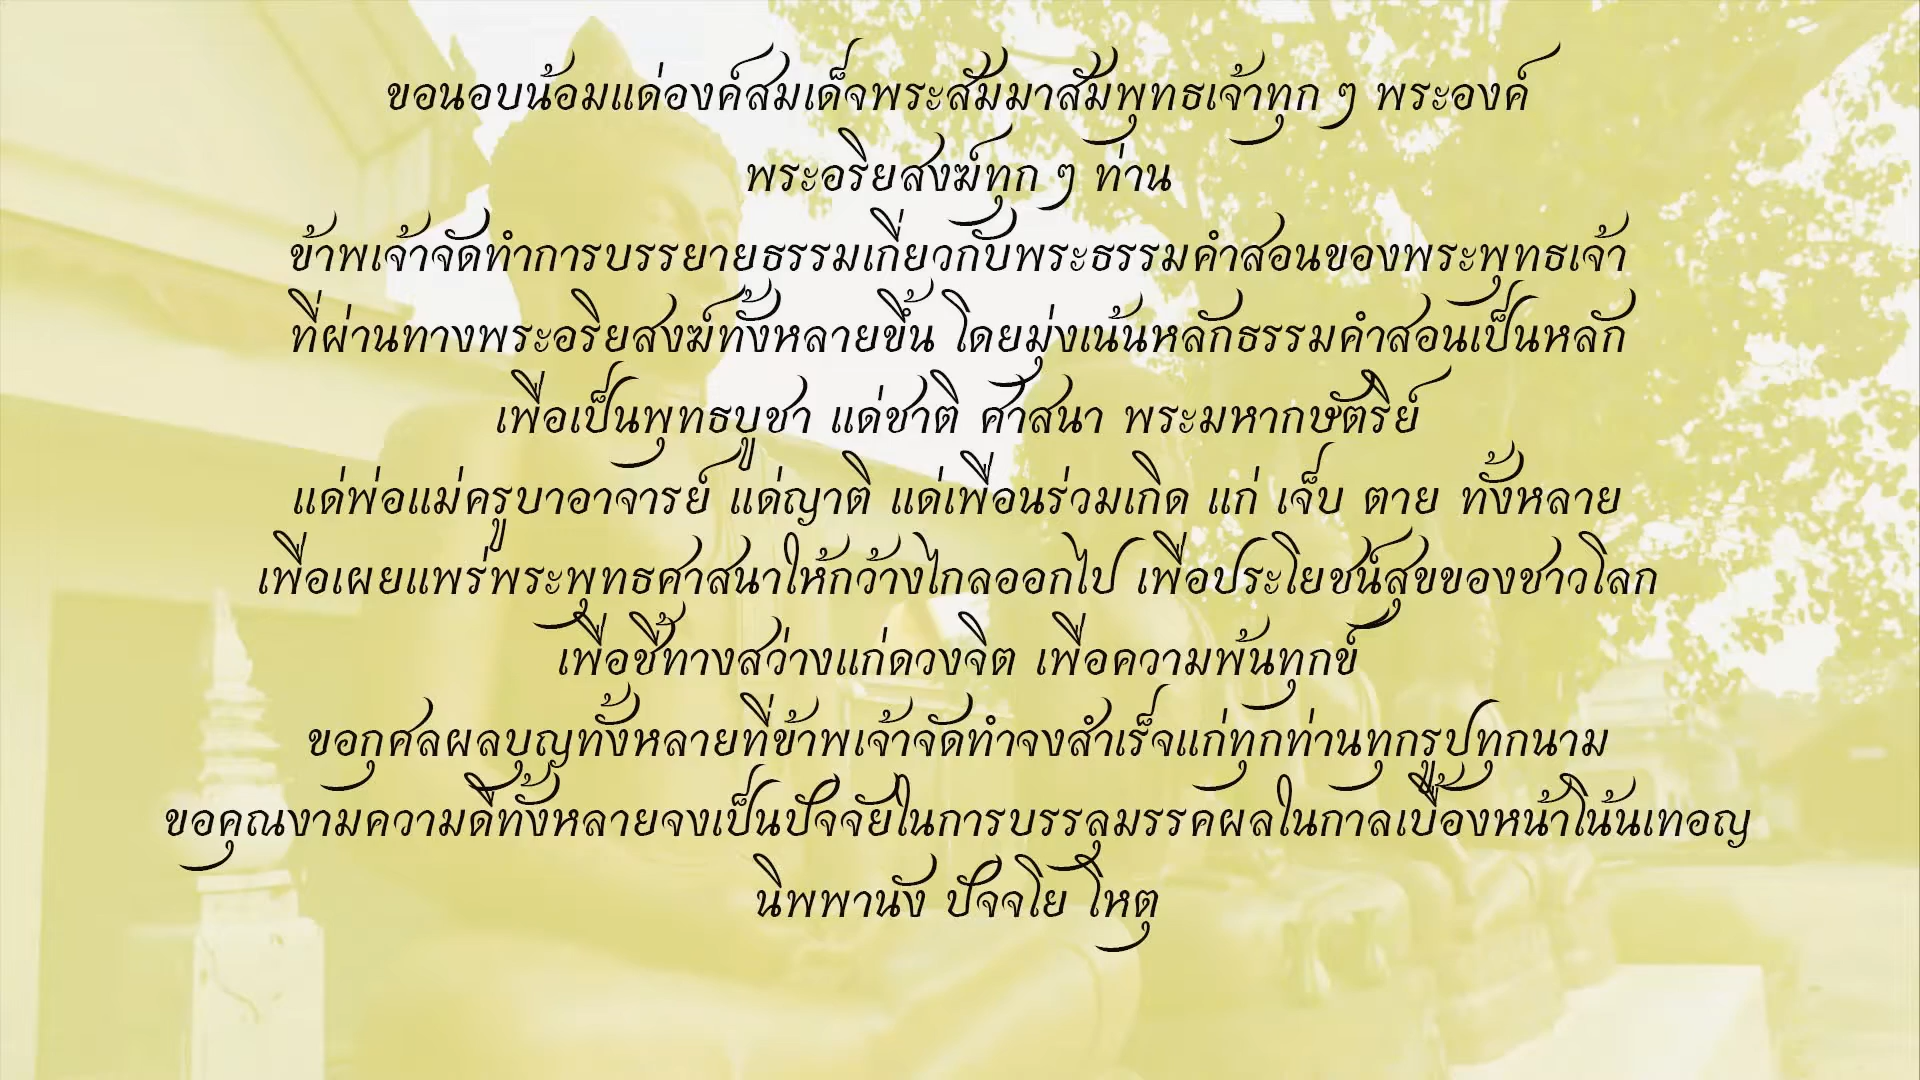 ขอนอบน้อมแด่องค์สมเด็จพระสัมมาสัมพุทธเจ้าทุก ๆ พระองค์
พระอริยสงฆ์ทุก ๆ ท่าน
ข้าพเจ้าจัดทำการบรรยายธรรมเกี่ยวกับพระธรรมคำสอนของพระพุทธเจ้า
ที่ผ่านทางพระอริยสงฆ์ทั้งหลายขึ้น โดยมุ่งเน้นหลักธรรมคำสอนเป็นหลัก
เพื่อเป็นพุทธบูชา แด่ชาติ ศาสนา พระมหากษัตริย์
แด่พ่อแม่ครูบาอาจารย์ แด่ญาติ แด่เพื่อนร่วมเกิด แก่ เจ็บ ตาย ทั้งหลาย
เพื่อเผยแพร่พระพุทธศาสนาให้กว้างไกลออกไป เพื่อประโยชน์สุขของชาวโลก
เพื่อชี้ทางสว่างแก่ดวงจิต เพื่อความพ้นทุกข์
ขอกุศลผลบุญทั้งหลายที่ข้าพเจ้าจัดทำจงสำเร็จแก่ทุกท่านทุกรูปทุกนาม
ขอคุณงามความดีทั้งหลายจงเป็นปัจจัยในการบรรลุมรรคผลในกาลเบื้องหน้าโน้นเทอญ
นิพพานัง ปัจจโย โหตุ